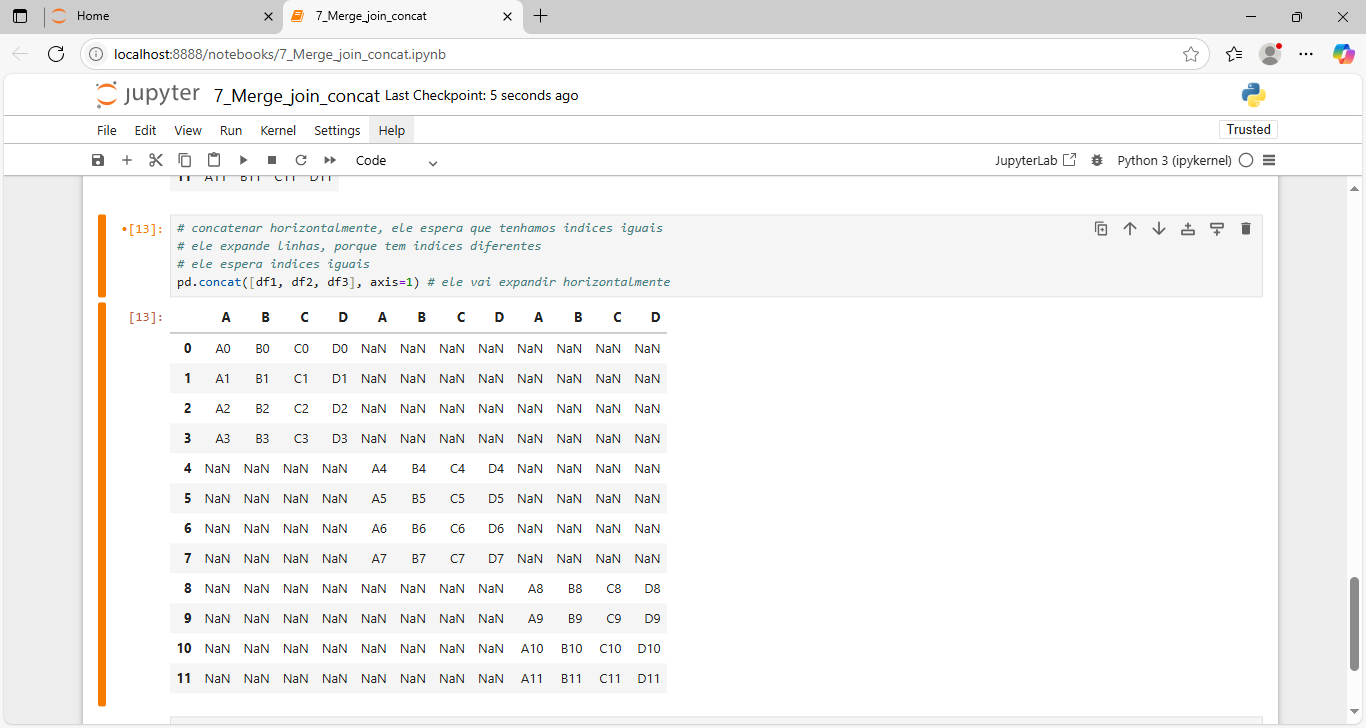 Home
7_Merge_join_concat
localhost:8888/notebooks/7_Merge_join_concat.ipynb
jupyter 7_Merge_join_concat Last Checkpoint: 5 seconds ago
File Edit View Run Kernel Settings Help
Trusted
Code
JupyterLab Python 3 (ipykernel)
11 A11 B11 C11 D11
•[13]:
# concatenar horizontalmente, ele espera que tenhamos indices iguais
# ele expande linhas, porque tem indices diferentes
# ele espera indices iguais
pd.concat([df1, df2, df3], axis=1) # ele vai expandir horizontalmente
[13]:
A B C D A B C D A B C D
0 A0 B0 C0 D0 NaN NaN NaN NaN NaN NaN NaN NaN
1 A1 B1 C1 D1 NaN NaN NaN NaN NaN NaN NaN NaN
2 A2 B2 C2 D2 NaN NaN NaN NaN NaN NaN NaN NaN
3 A3 B3 C3 D3 NaN NaN NaN NaN NaN NaN NaN NaN
4 NaN NaN NaN NaN A4 B4 C4 D4 NaN NaN NaN NaN
5 NaN NaN NaN NaN A5 B5 C5 D5 NaN NaN NaN NaN
6 NaN NaN NaN NaN A6 B6 C6 D6 NaN NaN NaN NaN
7 NaN NaN NaN NaN A7 B7 C7 D7 NaN NaN NaN NaN
8 NaN NaN NaN NaN NaN NaN NaN NaN A8 B8 C8 D8
9 NaN NaN NaN NaN NaN NaN NaN NaN A9 B9 C9 D9
10 NaN NaN NaN NaN NaN NaN NaN NaN A10 B10 C10 D10
11 NaN NaN NaN NaN NaN NaN NaN NaN A11 B11 C11 D11